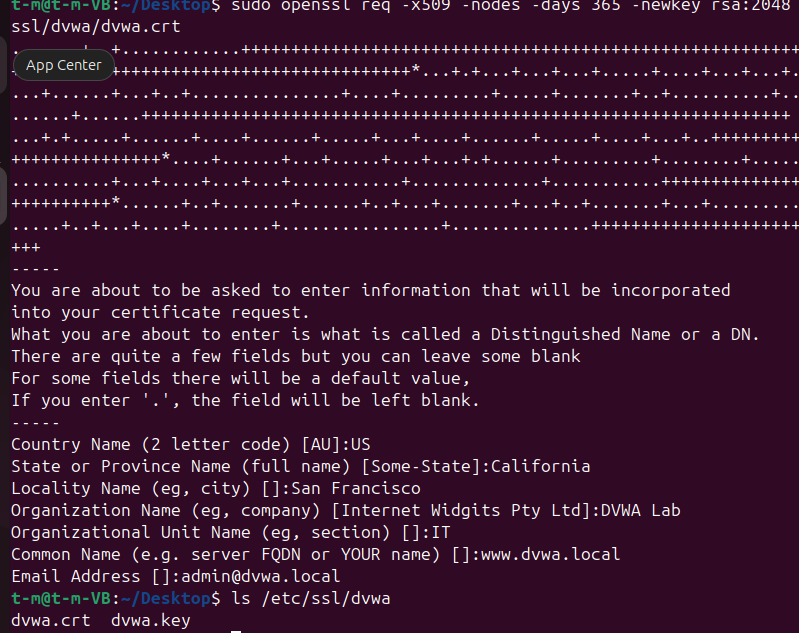 t-m@t-m-VB:~/Desktop$ sudo openssl req -x509 -nodes -days 365 -newkey rsa:2048
ssl/dvwa/dvwa.crt
App Center
-----
You are about to be asked to enter information that will be incorporated
into your certificate request.
What you are about to enter is what is called a Distinguished Name or a DN.
There are quite a few fields but you can leave some blank
For some fields there will be a default value,
If you enter '.', the field will be left blank.
-----
Country Name (2 letter code) [AU]:US
State or Province Name (full name) [Some-State]:California
Locality Name (eg, city) []:San Francisco
Organization Name (eg, company) [Internet Widgits Pty Ltd]:DVWA Lab
Organizational Unit Name (eg, section) []:IT
Common Name (e.g. server FQDN or YOUR name) []:www.dvwa.local
Email Address []:admin@dvwa.local
t-m@t-m-VB:~/Desktop$ ls /etc/ssl/dvwa
dvwa.crt dvwa.key